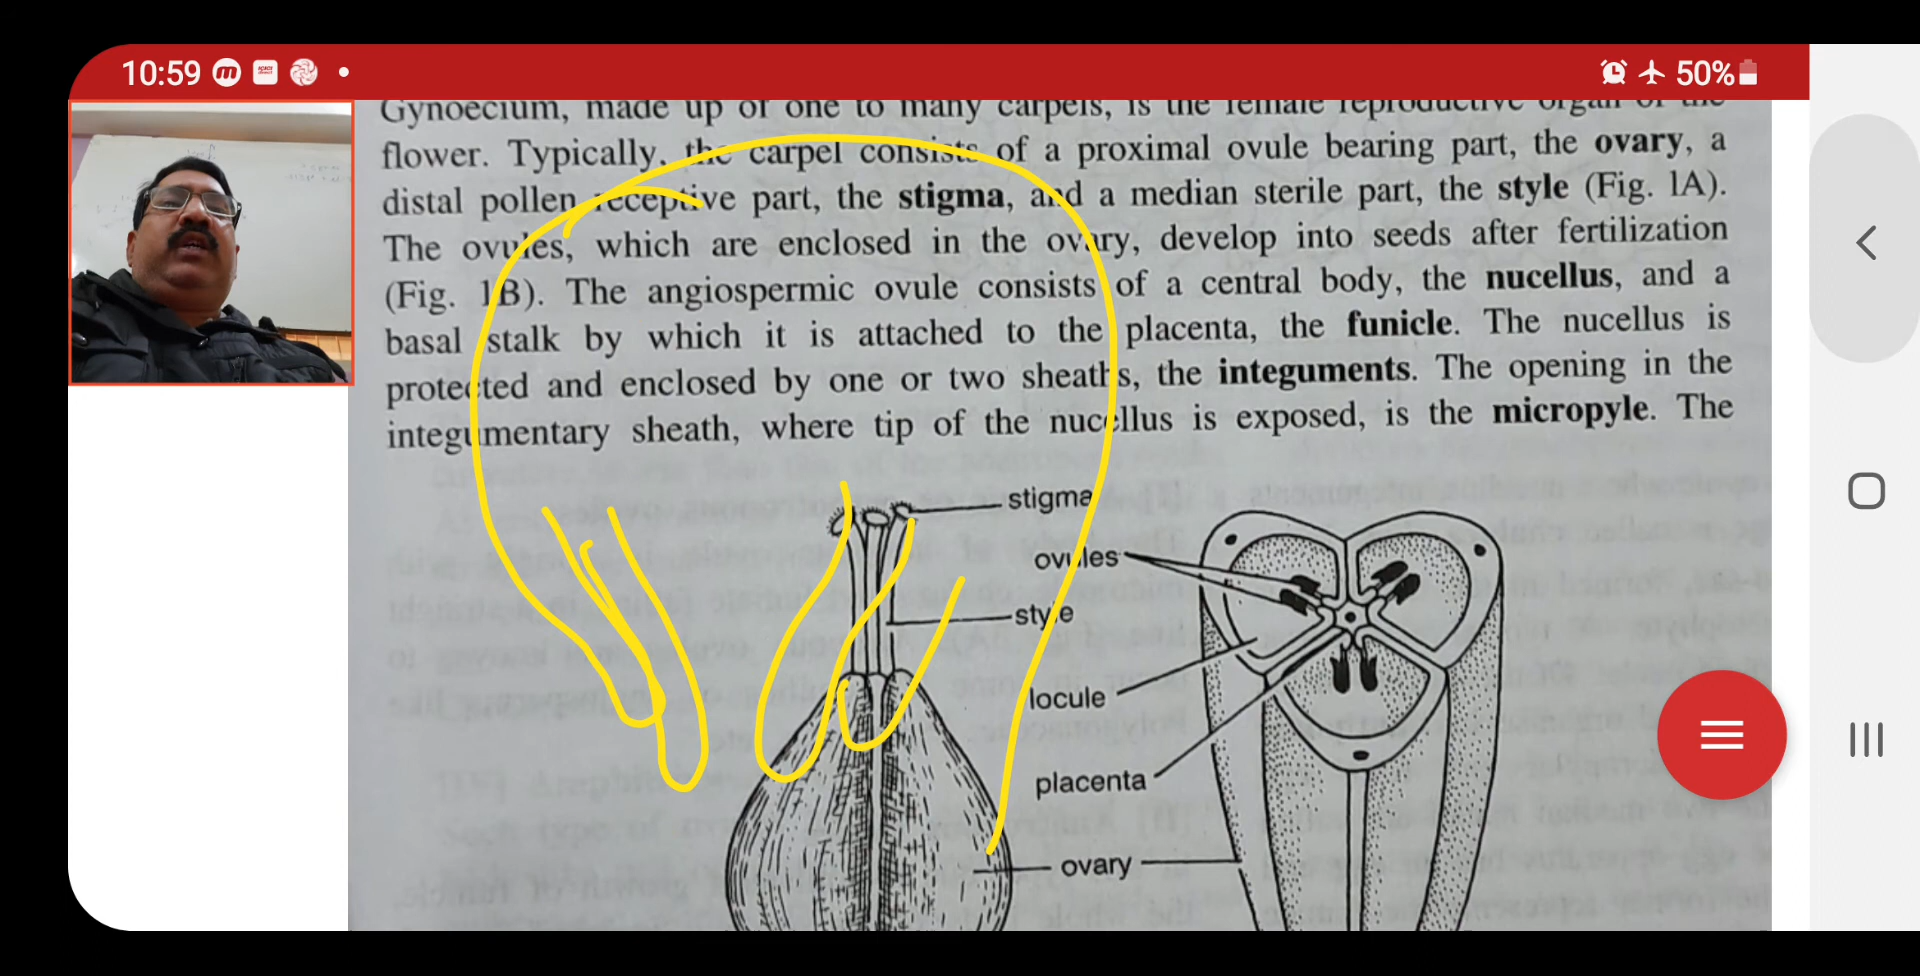 10:59
50%
Gynoecium, made up of one to many carpels, is the female reproductive organ of the
flower. Typically, the carpel consists of a proximal ovule bearing part, the ovary, a
distal pollen receptive part, the stigma, and a median sterile part, the style (Fig. 1A).
The ovules, which are enclosed in the ovary, develop into seeds after fertilization
(Fig. 1B). The angiospermic ovule consists of a central body, the nucellus, and a
basal stalk by which it is attached to the placenta, the funicle. The nucellus is
protected and enclosed by one or two sheaths, the integuments. The opening in the
integumentary sheath, where tip of the nucellus is exposed, is the micropyle. The
stigma
ovules
style
locule
placenta
ovary